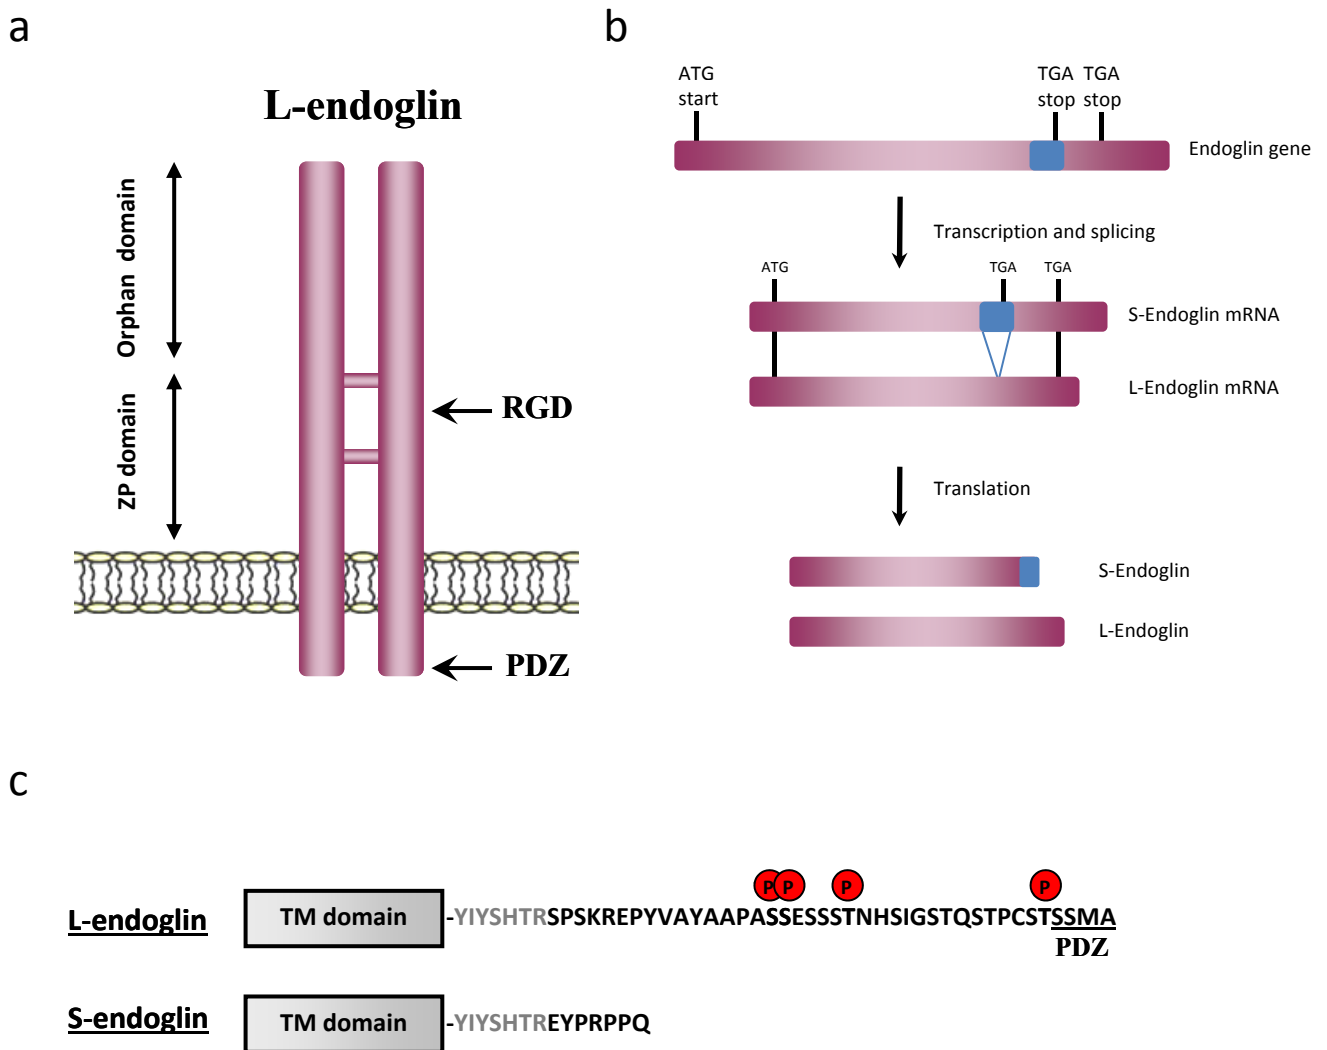 a
L-endoglin
Orphan domain
ZP domain
RGD
PDZ
b
ATG
start
TGA
stop
TGA
stop
Endoglin gene
Transcription and splicing
ATG
TGA
TGA
S-Endoglin mRNA
L-Endoglin mRNA
Translation
S-Endoglin
L-Endoglin
c
P P P P
L-endoglin TM domain -YIYSHTRSPSKREPYVAYAAPASSESSSTNHSIGSTQSTPCSTSSMA
PDZ
S-endoglin TM domain -YIYSHTREYPRPPQ